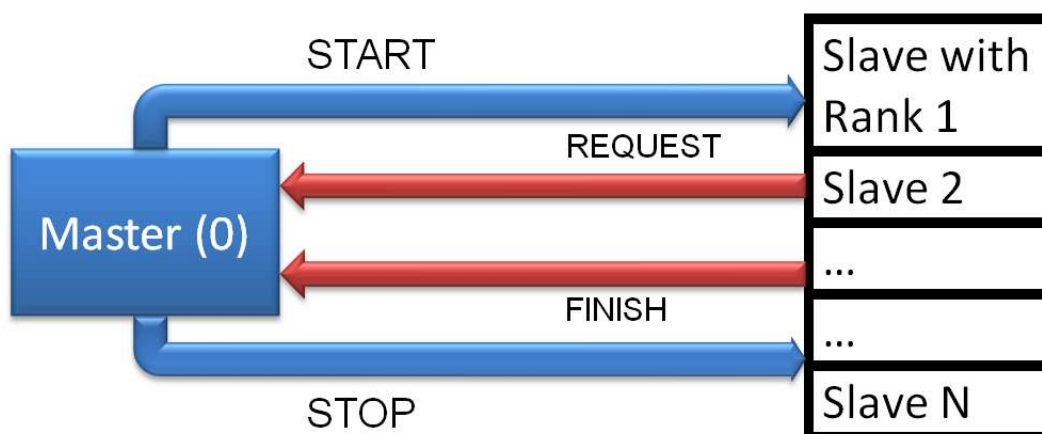 START
Slave with
Rank 1
REQUEST
Slave 2
Master (0)
...
FINISH
...
STOP
Slave N